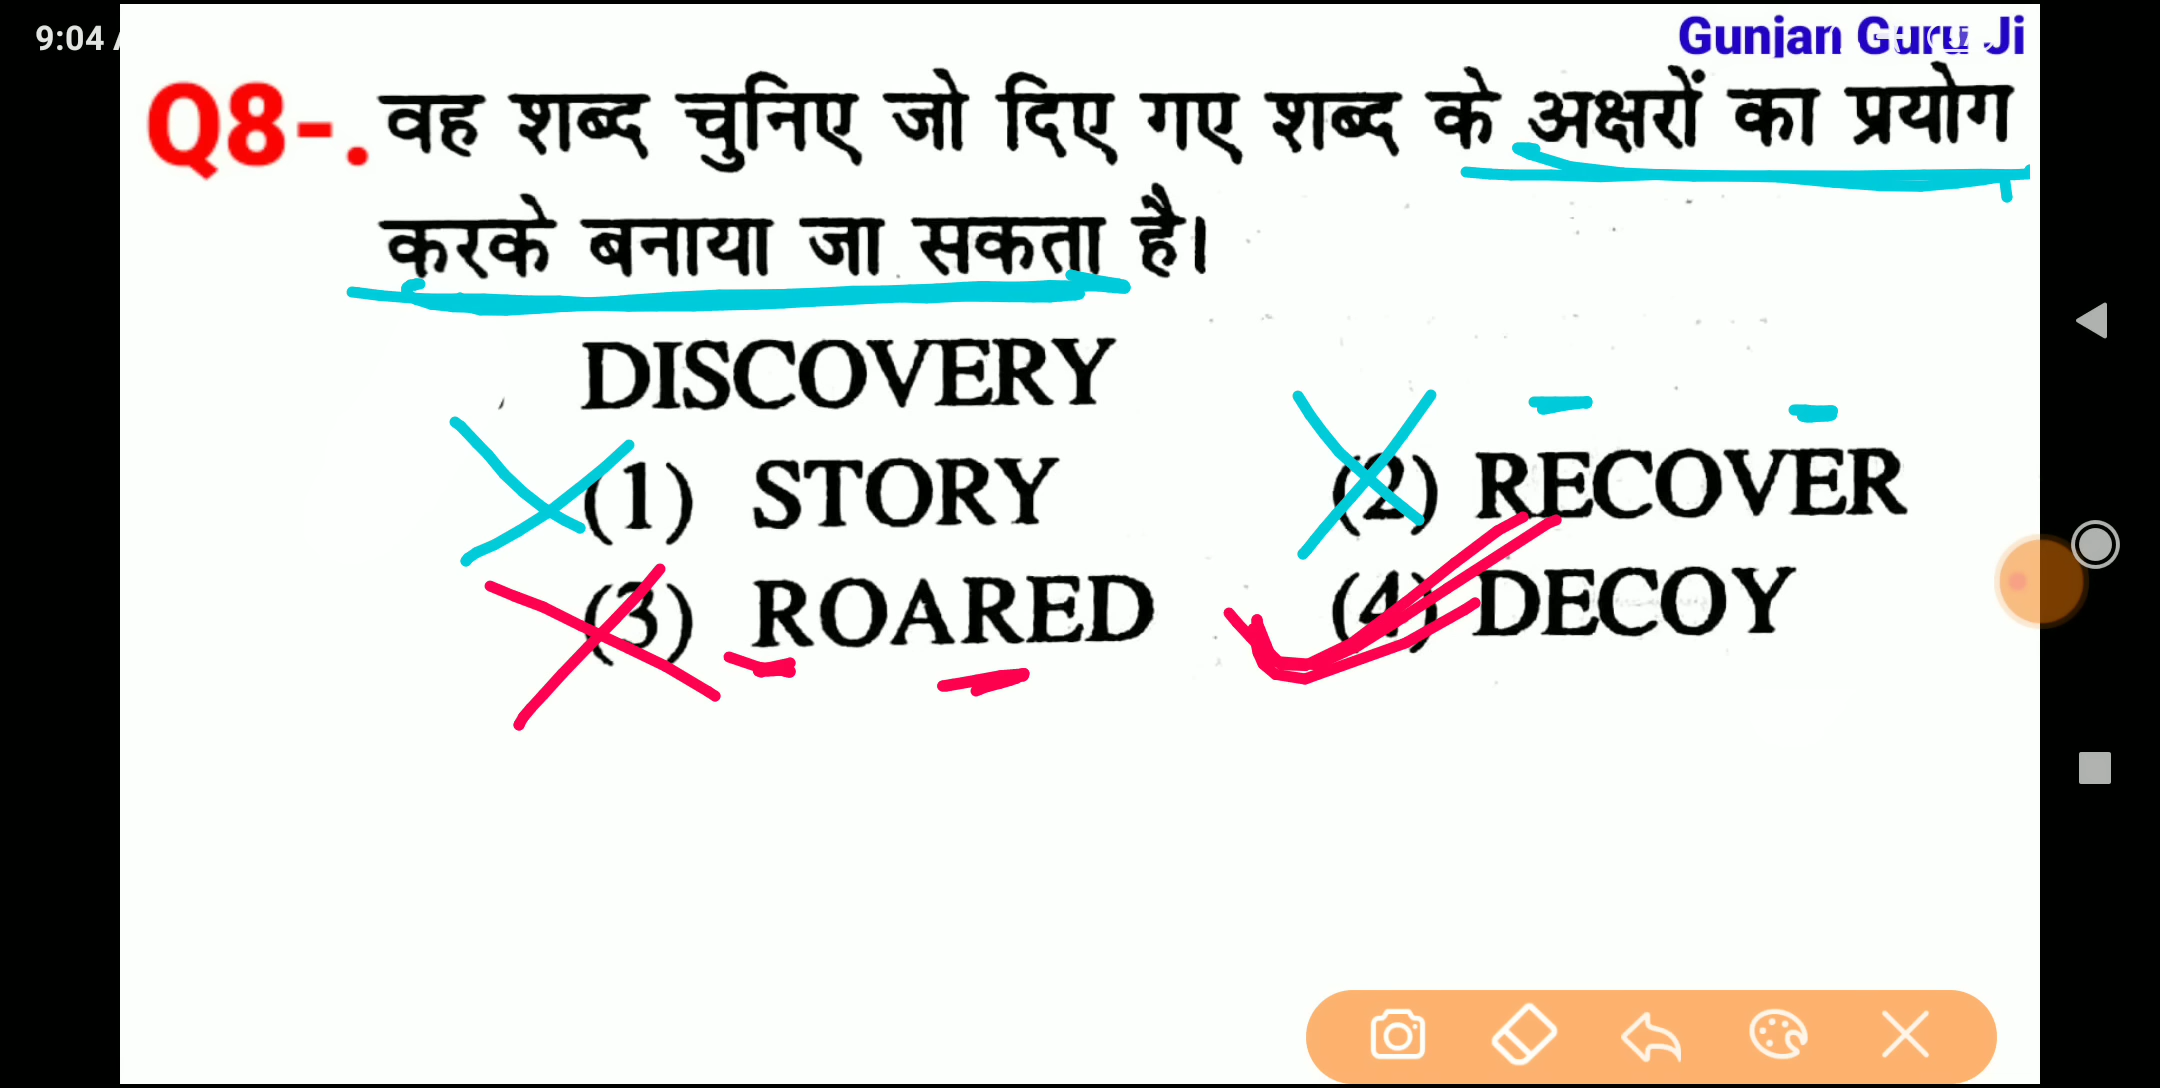 9:04
Gunjan Guru Ji
Q8-. वह शब्द चुनिए जो दिए गए शब्द के अक्षरों का प्रयोग
करके बनाया जा सकता है।
DISCOVERY
(1) STORY (2) RECOVER
(3) ROARED (4) DECOY